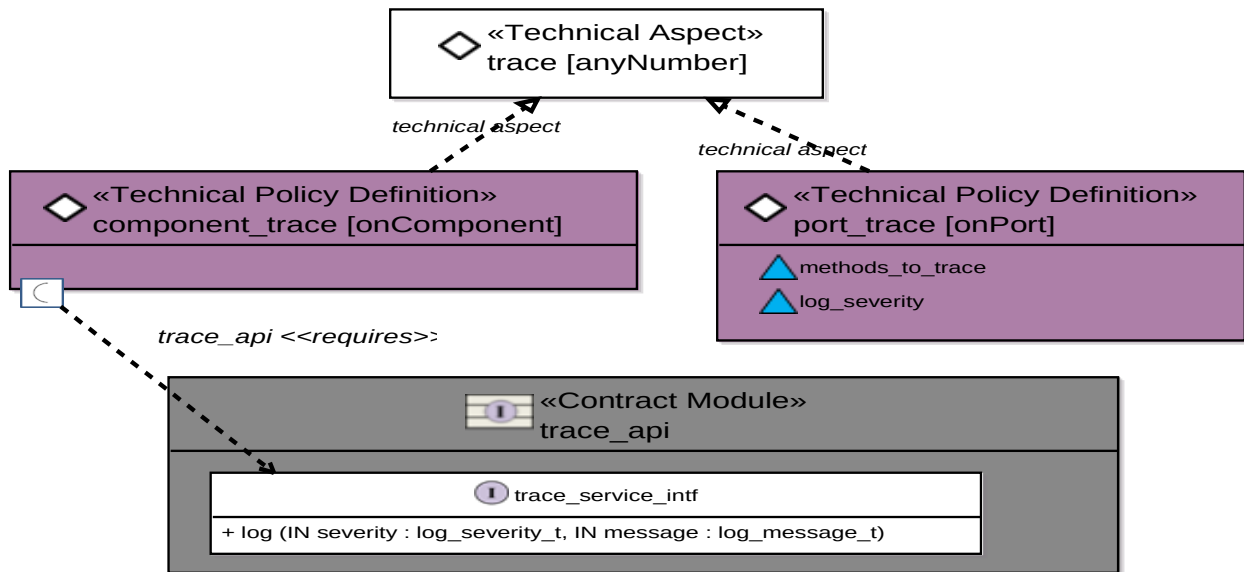 «Technical Aspect»
trace [anyNumber]
technical aspect
technical aspect
«Technical Policy Definition»
component_trace [onComponent]
«Technical Policy Definition»
port_trace [onPort]
methods_to_trace
log_severity
trace_api <<requires>>
«Contract Module»
I
trace_api
I
trace_service_intf
+ log (IN severity : log_severity_t, IN message : log_message_t)